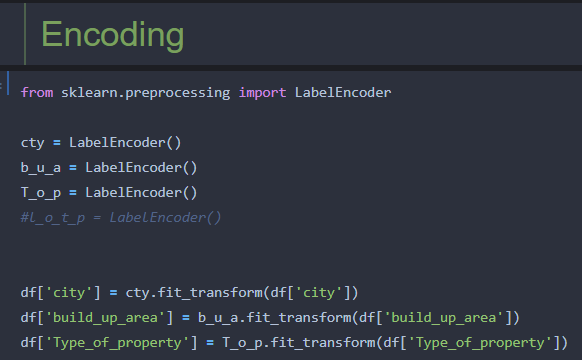 Encoding
from sklearn.preprocessing import LabelEncoder
cty = LabelEncoder()
b_u_a = LabelEncoder()
T_o_p = LabelEncoder()
#l_o_t_p = LabelEncoder()
df['city'] = cty.fit_transform(df['city'])
df['build_up_area'] = b_u_a.fit_transform(df['build_up_area'])
df['Type_of_property'] = T_o_p.fit_transform(df['Type_of_property'])